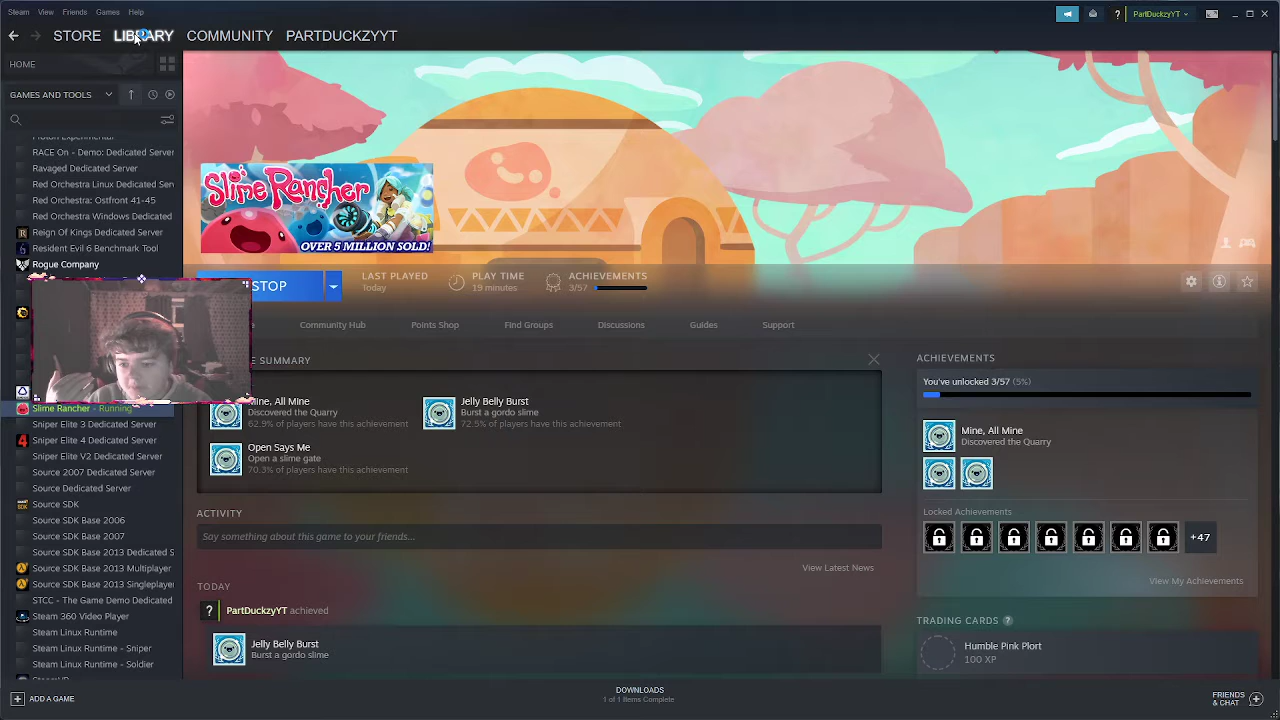 Steam View Friends Games Help
? PartDuckzyYT
STORE LIBRARY COMMUNITY PARTDUCKZYYT
HOME
GAMES AND TOOLS
Proton Experimental
RACE On - Demo: Dedicated Server
Ravaged Dedicated Server
Red Orchestra Linux Dedicated Serv
Red Orchestra: Ostfront 41-45
Red Orchestra Windows Dedicated
Reign Of Kings Dedicated Server
Resident Evil 6 Benchmark Tool
Rogue Company
Slime Rancher - Running
Sniper Elite 3 Dedicated Server
Sniper Elite 4 Dedicated Server
Sniper Elite V2 Dedicated Server
Source 2007 Dedicated Server
Source Dedicated Server
Source SDK
Source SDK Base 2006
Source SDK Base 2007
Source SDK Base 2013 Dedicated S
Source SDK Base 2013 Multiplayer
Source SDK Base 2013 Singleplayer
STCC - The Game Demo Dedicated
Steam 360 Video Player
Steam Linux Runtime
Steam Linux Runtime - Sniper
Steam Linux Runtime - Soldier
SteamVR
ADD A GAME
Slime Rancher
OVER 5 MILLION SOLD!
STOP
LAST PLAYED
Today
PLAY TIME
19 minutes
ACHIEVEMENTS
3/57
Community Hub Points Shop Find Groups Discussions Guides Support
SUMMARY
Mine, All Mine
Discovered the Quarry
62.9% of players have this achievement
Jelly Belly Burst
Burst a gordo slime
72.5% of players have this achievement
Open Says Me
Open a slime gate
70.3% of players have this achievement
ACTIVITY
Say something about this game to your friends...
View Latest News
TODAY
? PartDuckzyYT achieved
Jelly Belly Burst
Burst a gordo slime
ACHIEVEMENTS
You've unlocked 3/57 (5%)
Mine, All Mine
Discovered the Quarry
Locked Achievements
+47
View My Achievements
TRADING CARDS ?
Humble Pink Plort
100 XP
DOWNLOADS
1 of 1 Items Complete
FRIENDS
& CHAT